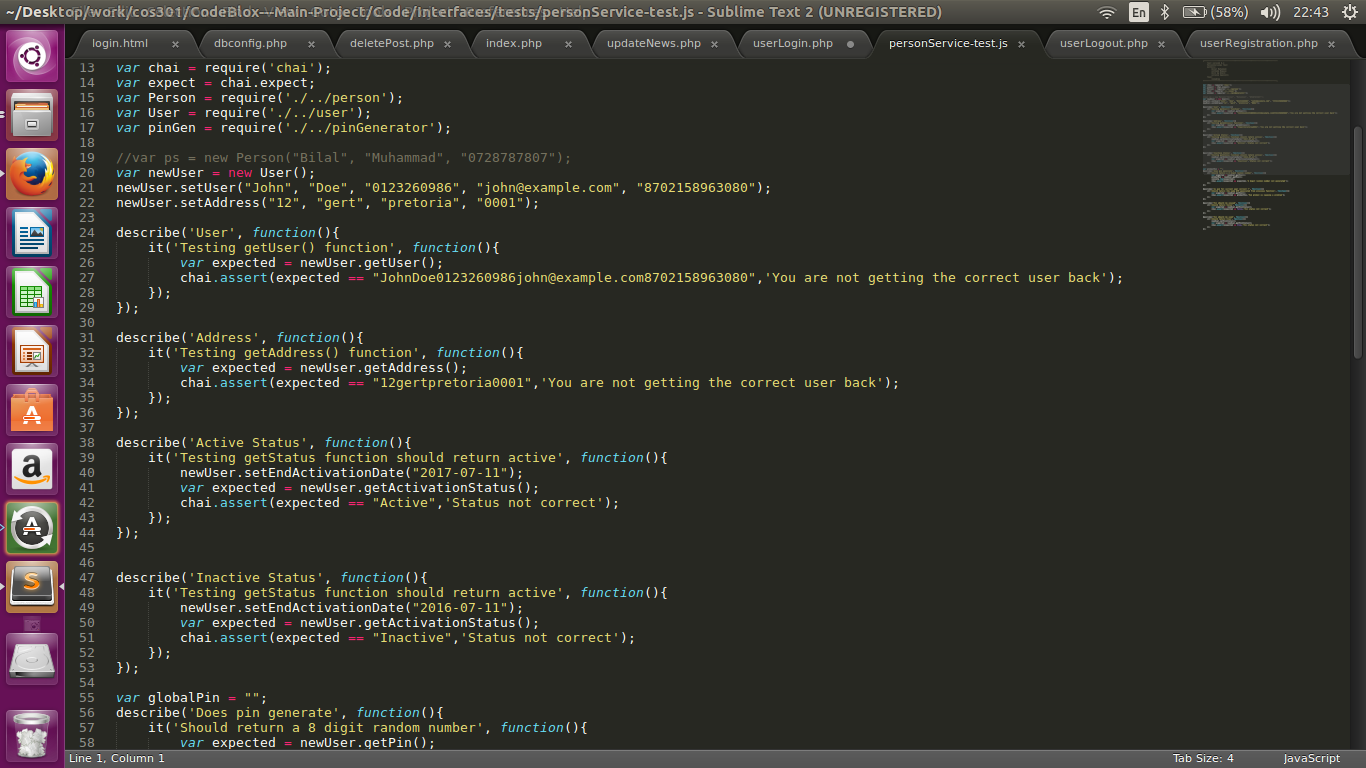 ~/Desktop/work/cos301/CodeBlox---Main-Project/Code/Interface/tests/personService-test.js - Sublime Text 2 (UNREGISTERED)
En (58%) 22:43
login.html × dbconfig.php × deletePost.php × index.php × updateNews.php × userLogin.php personService-test.js × userLogout.php × userRegistration.php ×
13 var chai = require('chai');
14 var expect = chai.expect;
15 var Person = require('./../person');
16 var User = require('./../user');
17 var pinGen = require('./../pinGenerator');
18
19 //var ps = new Person("Bilal", "Muhammad", "0728787807");
20 var newUser = new User();
21 newUser.setUser("John", "Doe", "0123260986", "john@example.com", "8702158963080");
22 newUser.setAddress("12", "gert", "pretoria", "0001");
23
24 describe('User', function(){
25 it('Testing getUser() function', function(){
26 var expected = newUser.getUser();
27 chai.assert(expected == "JohnDoe0123260986john@example.com8702158963080",'You are not getting the correct user back');
28 });
29 });
30
31 describe('Address', function(){
32 it('Testing getAddress() function', function(){
33 var expected = newUser.getAddress();
34 chai.assert(expected == "12gertpretoria0001",'You are not getting the correct user back');
35 });
36 });
37
38 describe('Active Status', function(){
39 it('Testing getStatus function should return active', function(){
40 newUser.setEndActivationDate("2017-07-11");
41 var expected = newUser.getActivationStatus();
42 chai.assert(expected == "Active",'Status not correct');
43 });
44 });
45
46
47 describe('Inactive Status', function(){
48 it('Testing getStatus function should return active', function(){
49 newUser.setEndActivationDate("2016-07-11");
50 var expected = newUser.getActivationStatus();
51 chai.assert(expected == "Inactive",'Status not correct');
52 });
53 });
54
55 var globalPin = "";
56 describe('Does pin generate', function(){
57 it('Should return a 8 digit random number', function(){
58 var expected = newUser.getPin();
Line 1, Column 1 Tab Size: 4 JavaScript